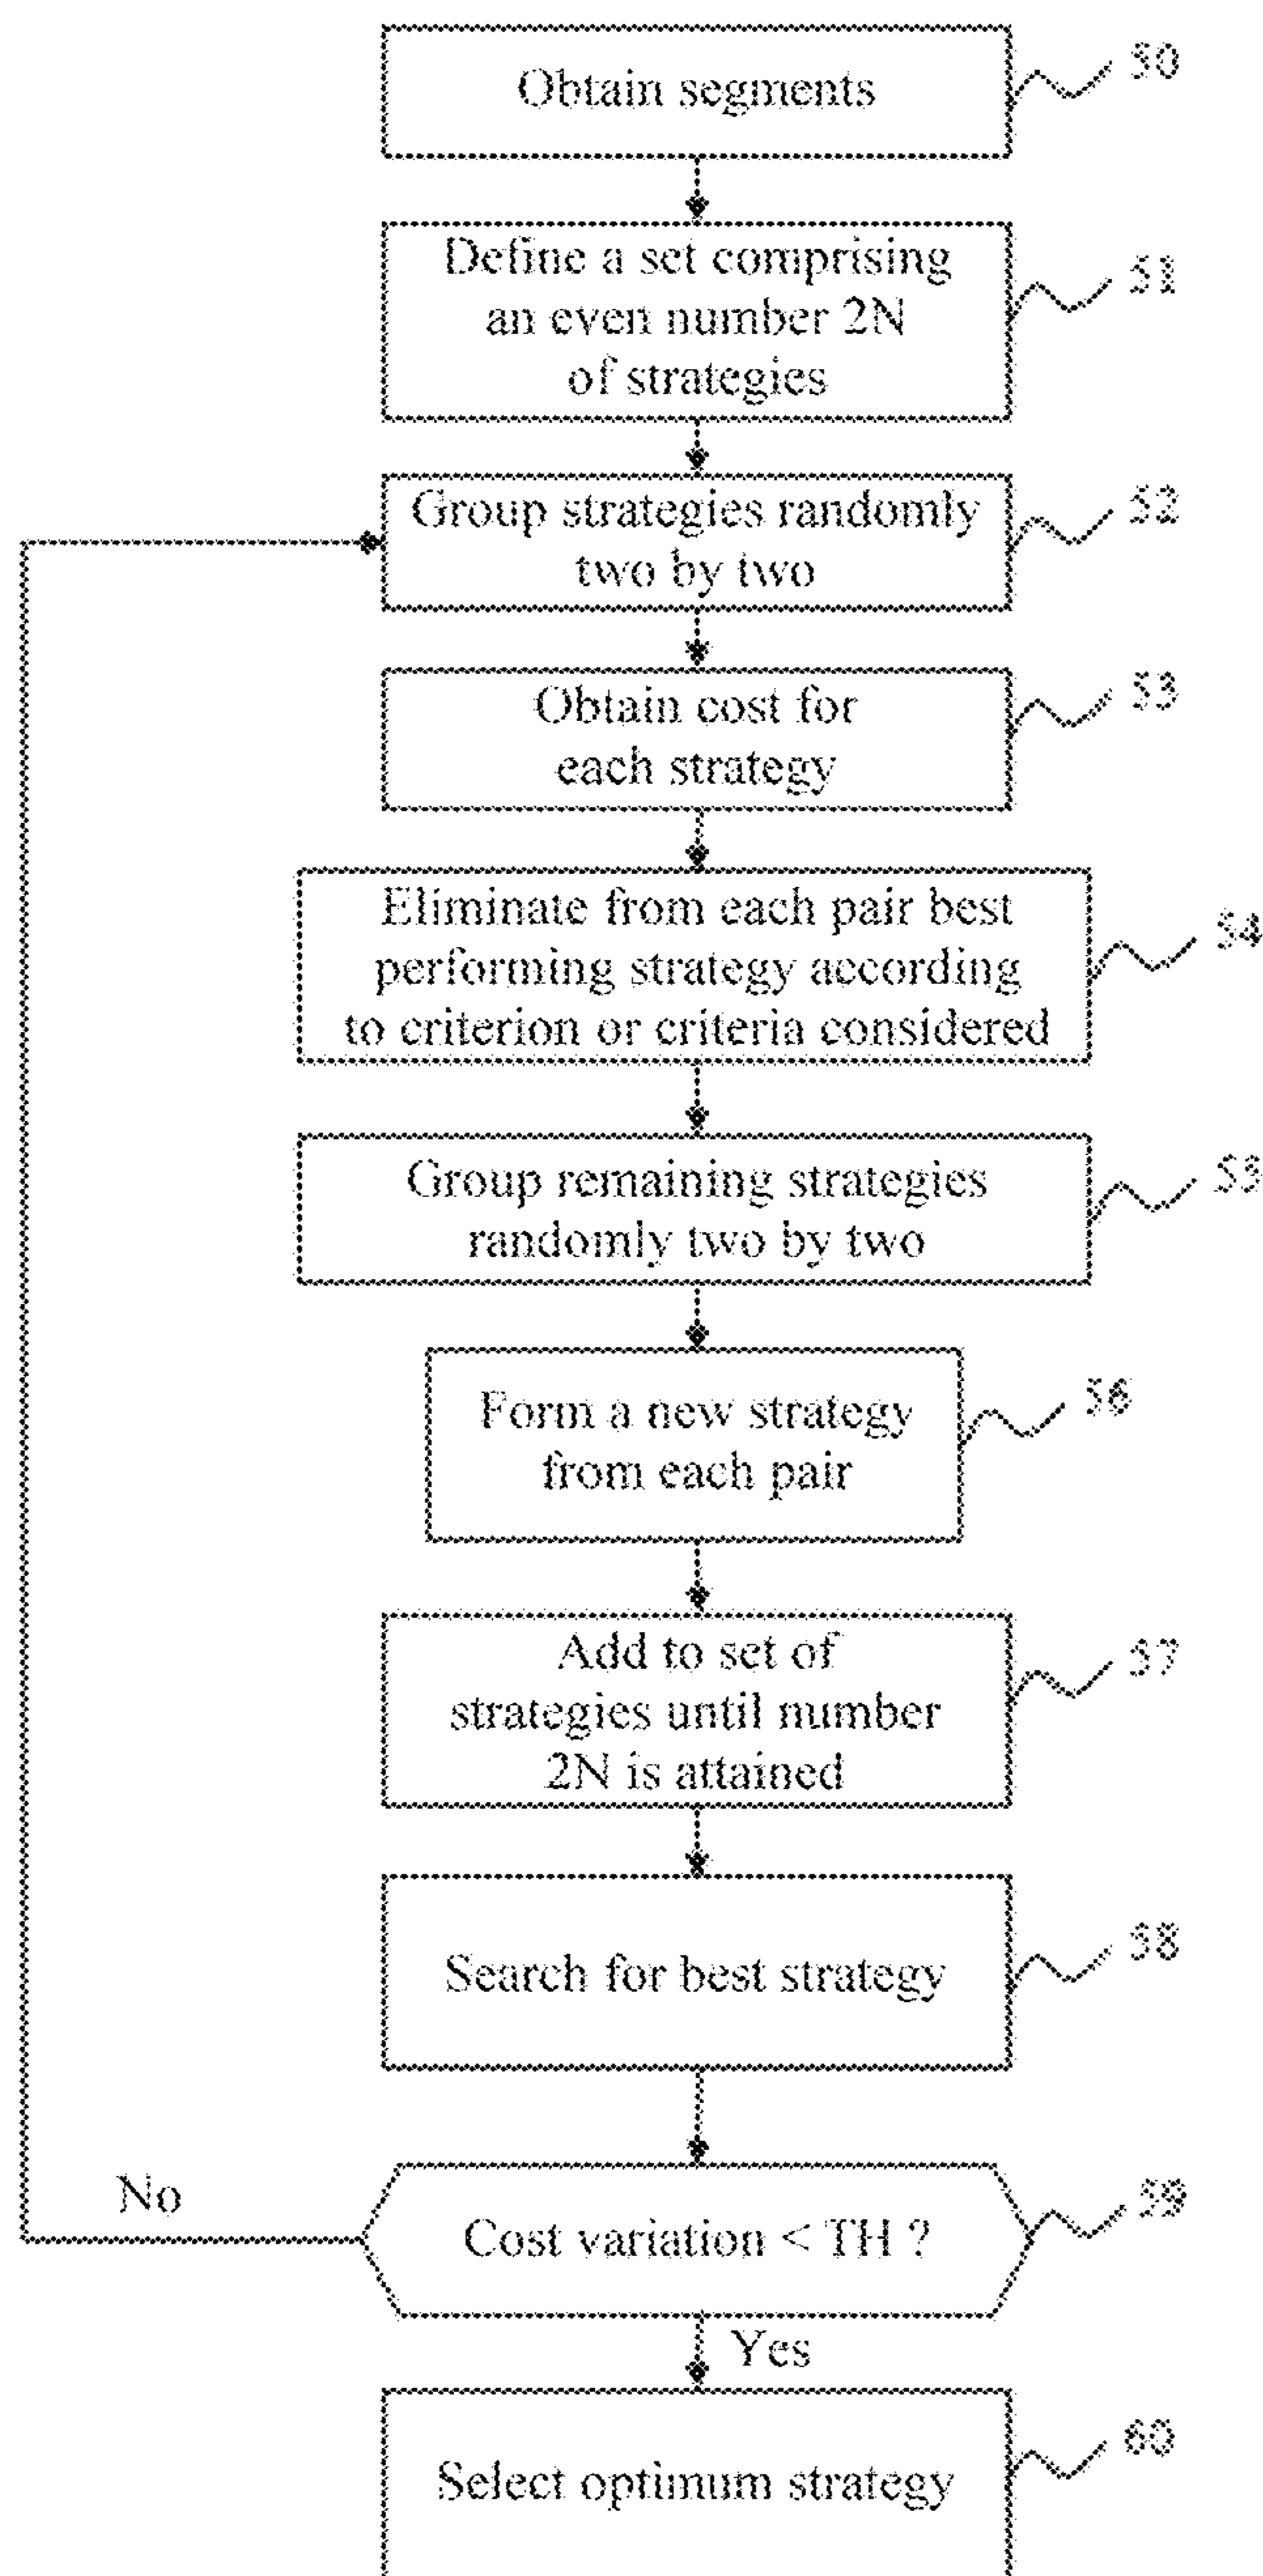 Obtain segments
50
Define a set comprising
an even number 2N
of strategies
51
Group strategies randomly
two by two
52
Obtain cost for
each strategy
53
Eliminate from each pair best
performing strategy according
to criterion or criteria considered
54
Group remaining strategies
randomly two by two
55
Form a new strategy
from each pair
56
Add to set of
strategies until number
2N is attained
57
Search for best strategy
58
No
Cost variation < TH ?
59
Yes
Select optimum strategy
60